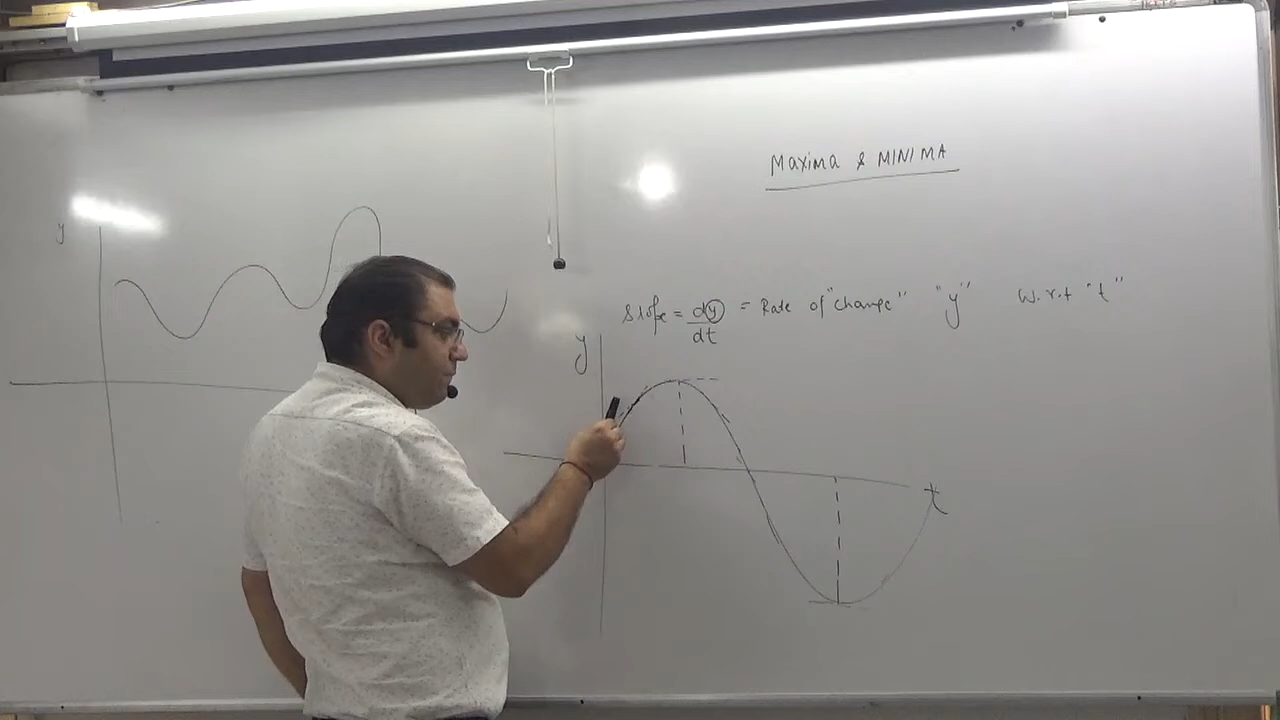 MAXIMA & MINIMA
y
Slope = dy/dt = Rate of "change" "y" w.r.t "t"
y
t